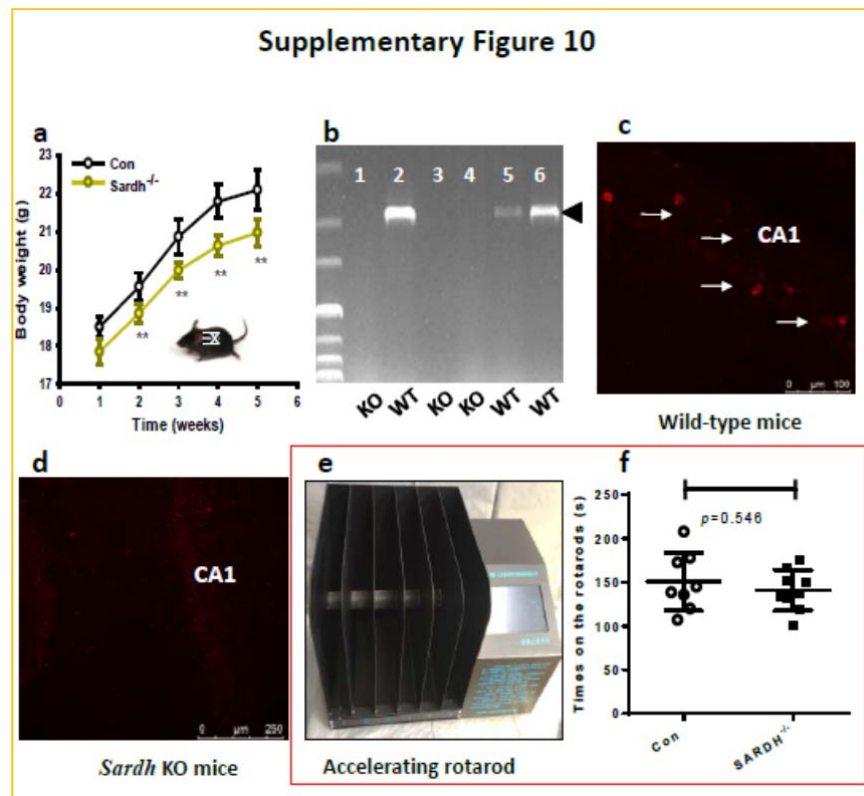 Supplementary Figure 10
a
Con
Sardh-/-
Body weight (g)
23
22
21
20
19
18
17
**
**
**
**
0 1 2 3 4 5 6
Time (weeks)
b
1 2 3 4 5 6
KO WT KO KO WT WT
c
CA1
0 µm 100
Wild-type mice
d
CA1
0 µm 250
Sardh KO mice
e
Accelerating rotarod
f
Times on the rotarods (s)
250
200
150
100
50
0
p=0.546
Con
SARDH-/-